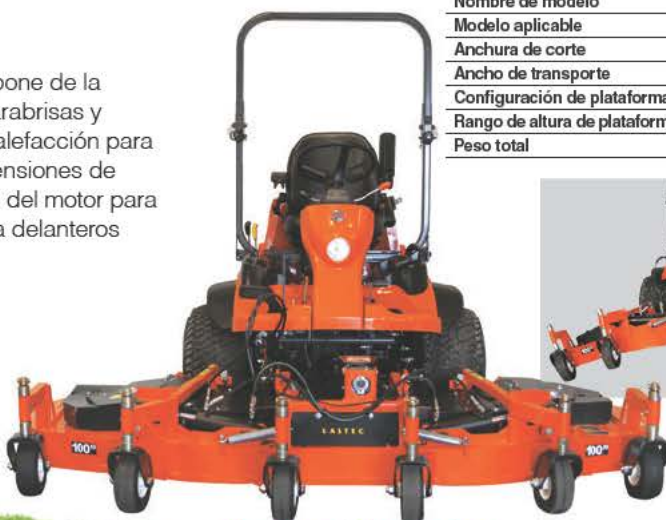 pone de la
arabrisas y
alefacción para
ensiones de
del motor para
a delanteros
Nombre de modelo
Modelo aplicable
Anchura de corte
Ancho de transporte
Configuración de plataforma
Rango de altura de plataform
Peso total
LASTEC
100"
100"